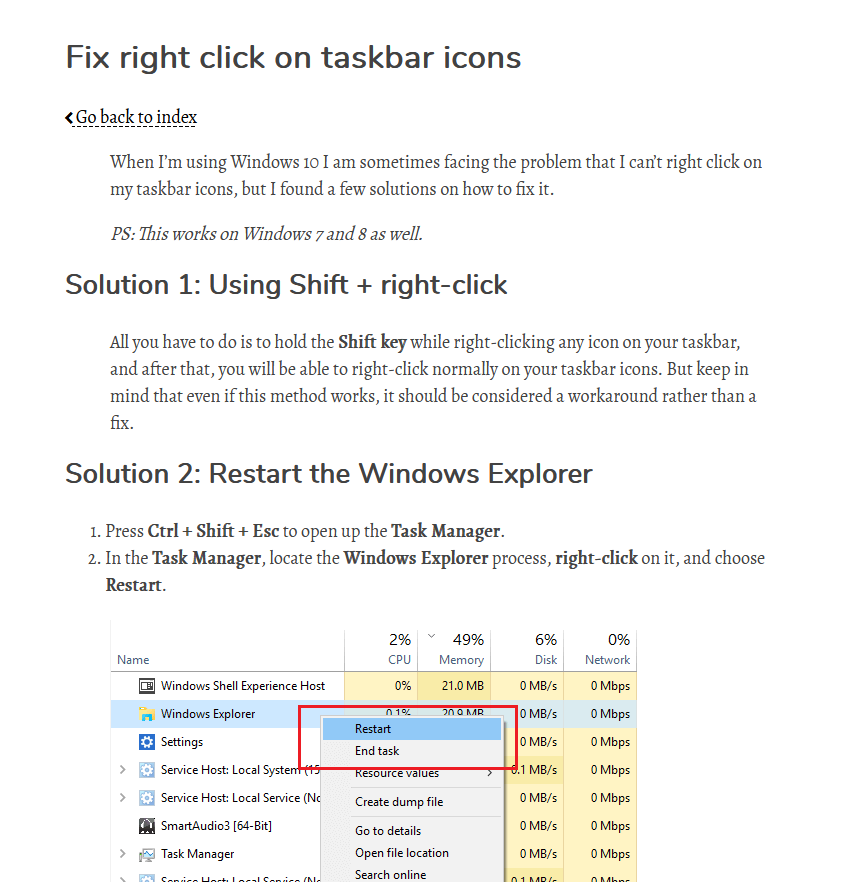 Fix right click on taskbar icons
Go back to index
When I'm using Windows 10 I am sometimes facing the problem that I can't right click on
my taskbar icons, but I found a few solutions on how to fix it.
PS: This works on Windows 7 and 8 as well.
Solution 1: Using Shift + right-click
All you have to do is to hold the Shift key while right-clicking any icon on your taskbar,
and after that, you will be able to right-click normally on your taskbar icons. But keep in
mind that even if this method works, it should be considered a workaround rather than a
fix.
Solution 2: Restart the Windows Explorer
1. Press Ctrl + Shift + Esc to open up the Task Manager.
2. In the Task Manager, locate the Windows Explorer process, right-click on it, and choose
Restart.
2% 49% 6% 0%
Name CPU Memory Disk Network
Windows Shell Experience Host 0% 21.0 MB 0 MB/s 0 Mbps
Windows Explorer 0.1% 20.9 MB 0 MB/s 0 Mbps
Restart
Settings 0 MB/s 0 Mbps
End task
Service Host: Local System (15 0.1 MB/s 0 Mbps
Resource values
Service Host: Local Service (No 0 MB/s 0 Mbps
Create dump file
SmartAudio3 [64-Bit] 0 MB/s 0 Mbps
Go to details
Task Manager 0 MB/s 0 Mbps
Open file location
Search online
Service Host: Local Service (No 0.1 MB/s 0 Mbps